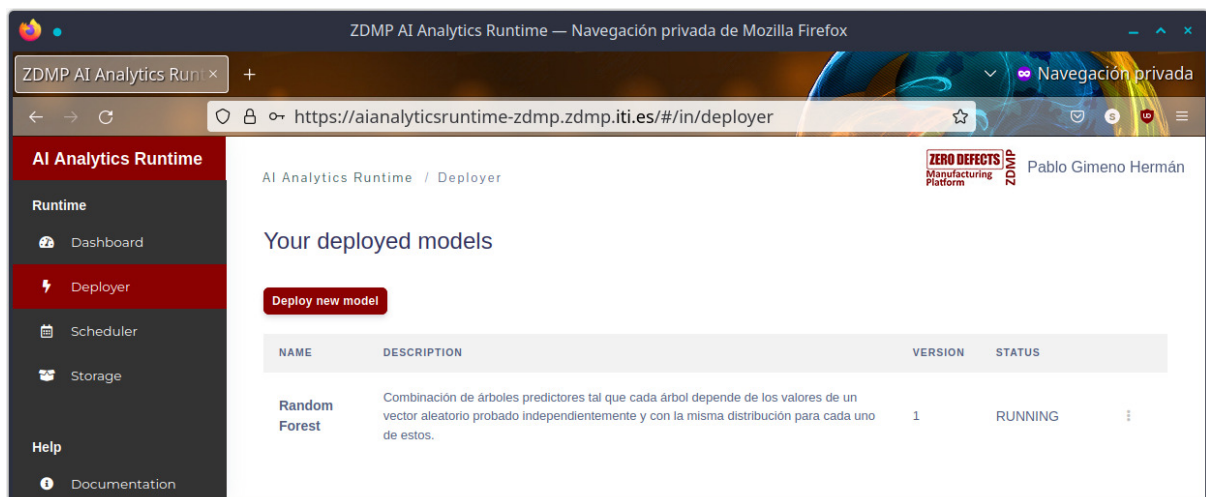 ZDMP AI Analytics Runtime — Navegación privada de Mozilla Firefox
ZDMP AI Analytics Runt
Navegación privada
https://aianalyticsruntime-zdmp.zdmp.iti.es/#/in/deployer
AI Analytics Runtime
AI Analytics Runtime / Deployer
ZERO DEFECTS
Manufacturing
Platform
ZDMP
Pablo Gimeno Hermán
Runtime
Dashboard
Deployer
Scheduler
Storage
Help
Documentation
Your deployed models
Deploy new model
NAME DESCRIPTION VERSION STATUS
Random Forest
Combinación de árboles predictores tal que cada árbol depende de los valores de un
vector aleatorio probado independientemente y con la misma distribución para cada uno
de estos.
1
RUNNING